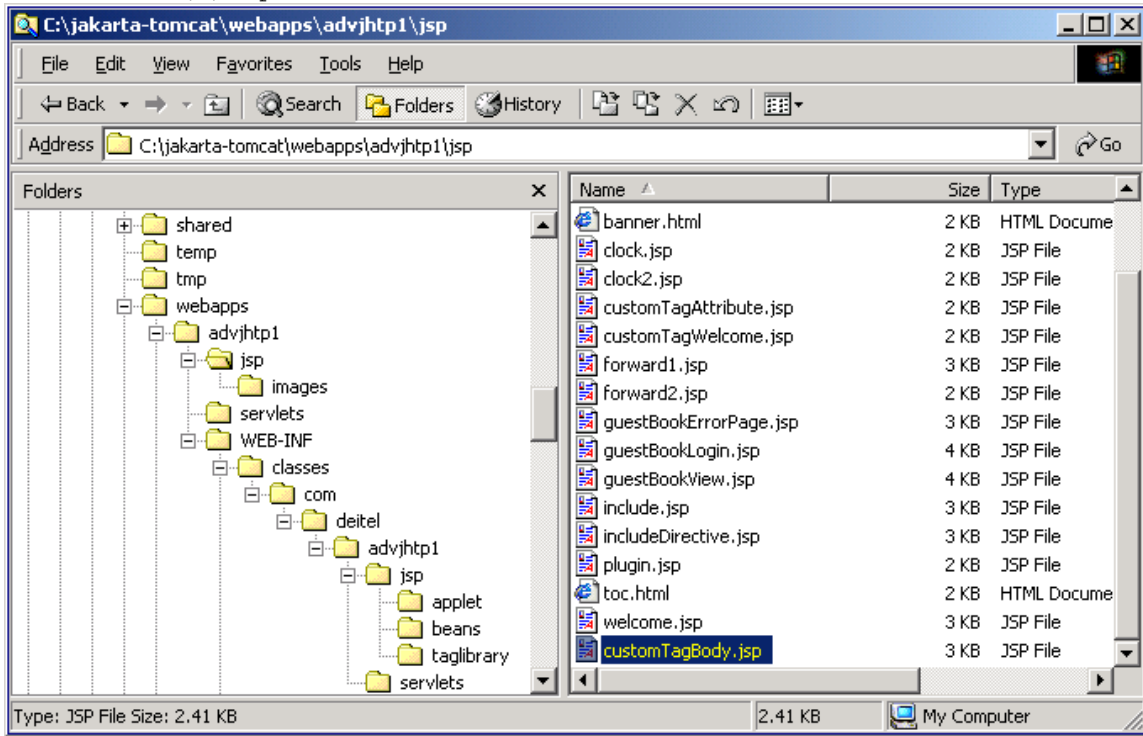 C:\jakarta-tomcat\webapps\advjhtp1\jsp
File Edit View Favorites Tools Help
Back Search Folders History
Address C:\jakarta-tomcat\webapps\advjhtp1\jsp Go
Folders
shared
temp
tmp
webapps
advjhtp1
jsp
images
servlets
WEB-INF
classes
com
deitel
advjhtp1
jsp
applet
beans
taglibrary
servlets
Name Size Type
banner.html 2 KB HTML Docume
clock.jsp 2 KB JSP File
clock2.jsp 2 KB JSP File
customTagAttribute.jsp 2 KB JSP File
customTagWelcome.jsp 2 KB JSP File
forward1.jsp 3 KB JSP File
forward2.jsp 2 KB JSP File
guestBookErrorPage.jsp 3 KB JSP File
guestBookLogin.jsp 4 KB JSP File
guestBookView.jsp 4 KB JSP File
include.jsp 3 KB JSP File
includeDirective.jsp 3 KB JSP File
plugin.jsp 2 KB JSP File
toc.html 2 KB HTML Docume
welcome.jsp 3 KB JSP File
customTagBody.jsp 3 KB JSP File
Type: JSP File Size: 2.41 KB 2.41 KB My Computer